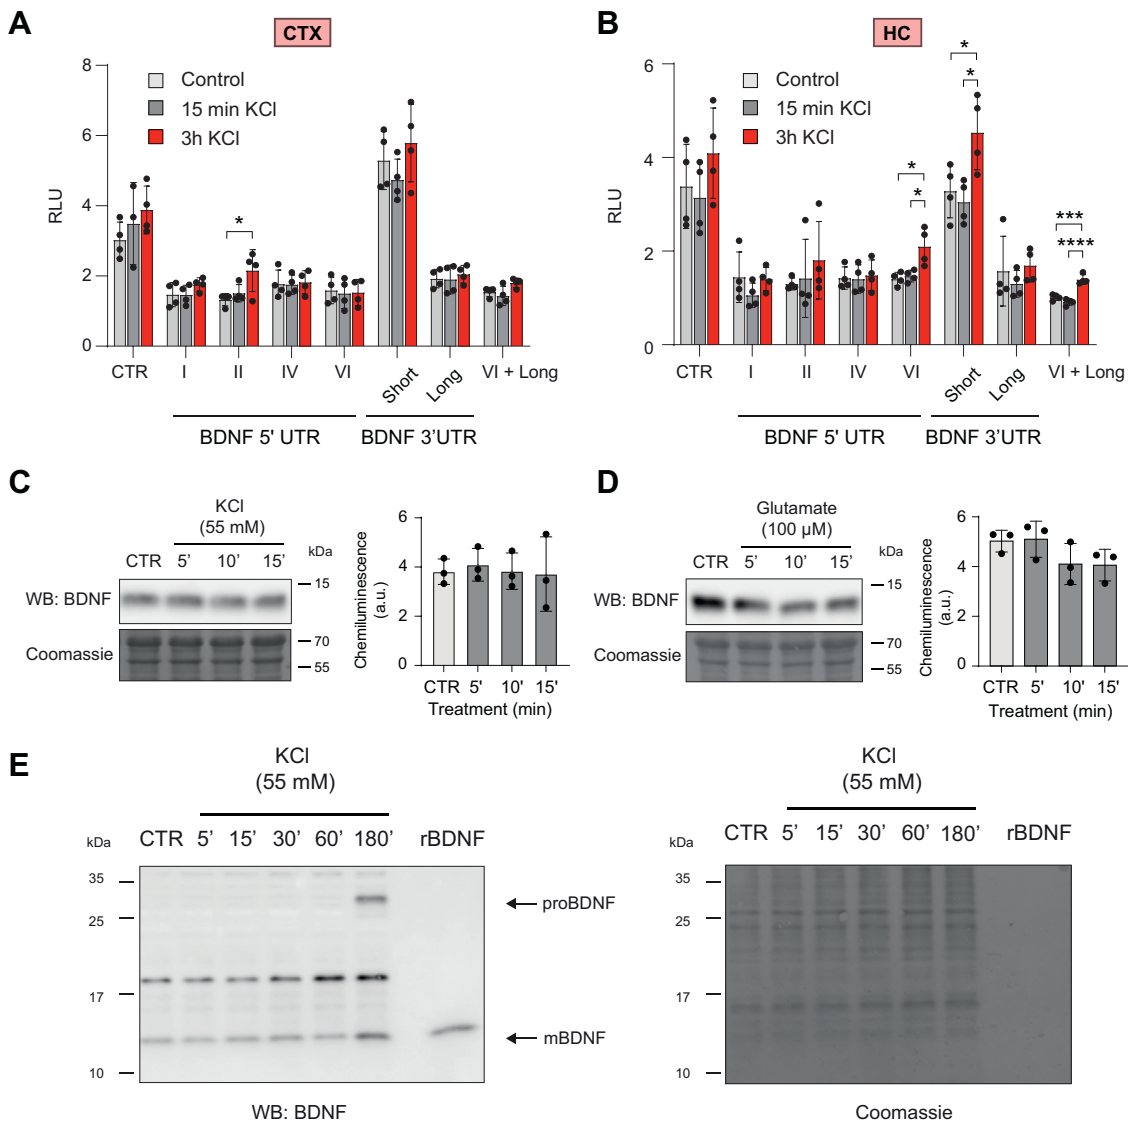 A
CTX
8
6
4
2
0
RLU
Control
15 min KCl
3h KCl
*
CTR
I
II
IV
VI
Short
Long
VI + Long
BDNF 5' UTR
BDNF 3’UTR
B
HC
6
4
2
0
RLU
Control
15 min KCl
3h KCl
*
*
*
*
***
****
CTR
I
II
IV
VI
Short
Long
VI + Long
BDNF 5' UTR
BDNF 3’UTR
C
KCl
(55 mM)
CTR 5' 10' 15' kDa
WB: BDNF
15
Coomassie
70
55
Chemiluminescence
(a.u.)
6
4
2
0
CTR 5' 10' 15'
Treatment (min)
D
Glutamate
(100 µM)
CTR 5' 10' 15' kDa
WB: BDNF
15
Coomassie
70
55
Chemiluminescence
(a.u.)
6
4
2
0
CTR 5' 10' 15'
Treatment (min)
E
KCl
(55 mM)
kDa CTR 5’ 15’ 30’ 60’ 180’ rBDNF
35
25
17
10
proBDNF
mBDNF
WB: BDNF
KCl
(55 mM)
kDa CTR 5’ 15’ 30’ 60’ 180’ rBDNF
35
25
17
10
Coomassie